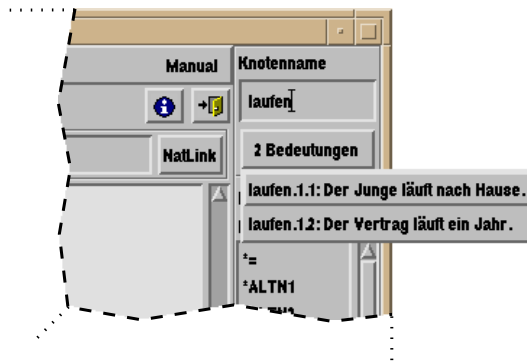 Manual
Knotenname
laufen
NatLink
2 Bedeutungen
laufen.1.1: Der Junge läuft nach Hause.
laufen.1.2: Der Vertrag läuft ein Jahr.
*=
*ALTN1